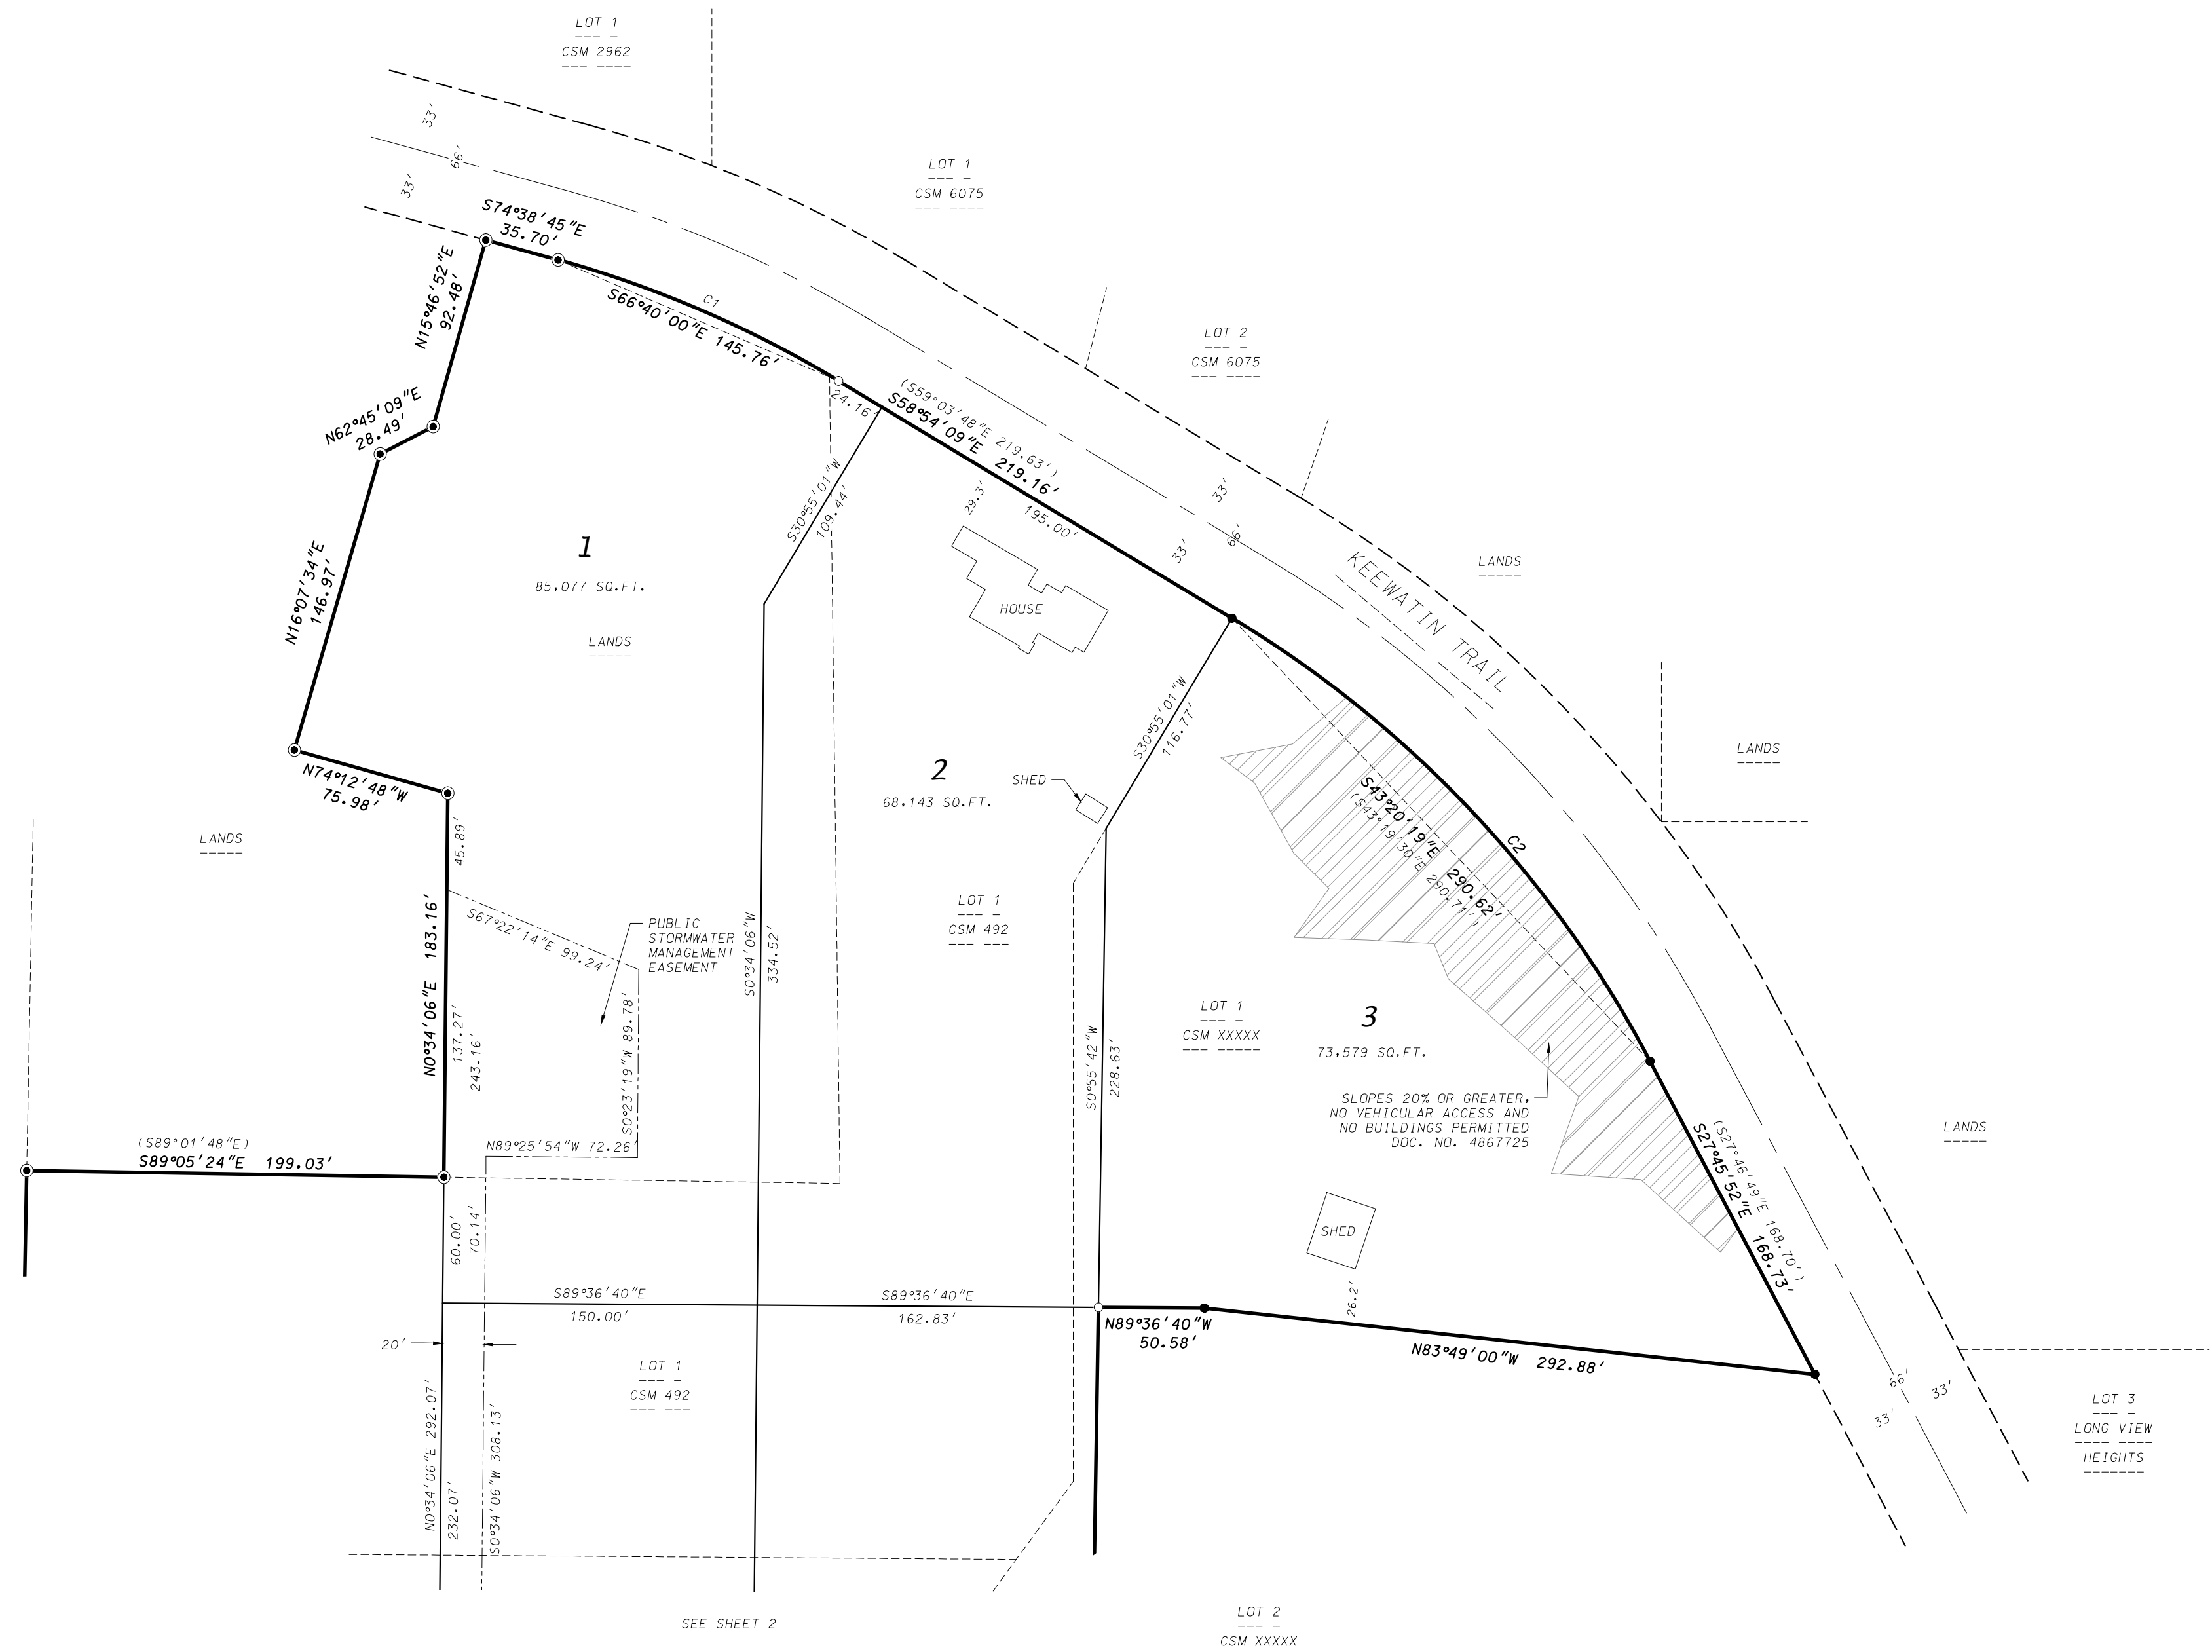 LOT 1
CSM 2962
33'
66'
33'
LOT 1
CSM 6075
S74°38'45"E
35.70'
N15°46'52"E
92.48'
C1
S66°40'00"E 145.76'
LOT 2
CSM 6075
N62°45'09"E
28.49'
24.16'
(S59°03'48"E 219.63')
S58°54'09"E 219.16'
195.00'
29.3'
33'
66'
33'
KEEWATIN TRAIL
LANDS
S30°55'01"W
109.44'
1
85,077 SQ.FT.
LANDS
N16°07'34"E
146.97'
HOUSE
S30°55'01"W
116.77'
LANDS
N74°12'48"W
75.98'
2
68,143 SQ.FT.
SHED
S43°20'19"E 290.62'
(S43°19'30"E 290.71')
C2
LANDS
45.89'
S67°22'14"E 99.24'
PUBLIC
STORMWATER
MANAGEMENT
EASEMENT
S0°34'06"W
334.52'
LOT 1
CSM 492
N0°34'06"E 183.16'
137.27'
243.16'
S0°23'19"W 89.78'
S0°55'42"W
228.63'
LOT 1
CSM XXXXX
3
73,579 SQ.FT.
SLOPES 20% OR GREATER,
NO VEHICULAR ACCESS AND
NO BUILDINGS PERMITTED
DOC. NO. 4867725
LANDS
(S27°46'49"E 168.70')
S27°45'52"E 168.73'
N89°25'54"W 72.26'
(S89°01'48"E)
S89°05'24"E 199.03'
60.00'
70.14'
SHED
26.2'
S89°36'40"E
150.00'
S89°36'40"E
162.83'
N89°36'40"W
50.58'
N83°49'00"W 292.88'
20'
LOT 1
CSM 492
66'
33'
33'
LOT 3
LONG VIEW
HEIGHTS
N0°34'06"E 292.07'
232.07'
S0°34'06"W 308.13'
SEE SHEET 2
LOT 2
CSM XXXXX